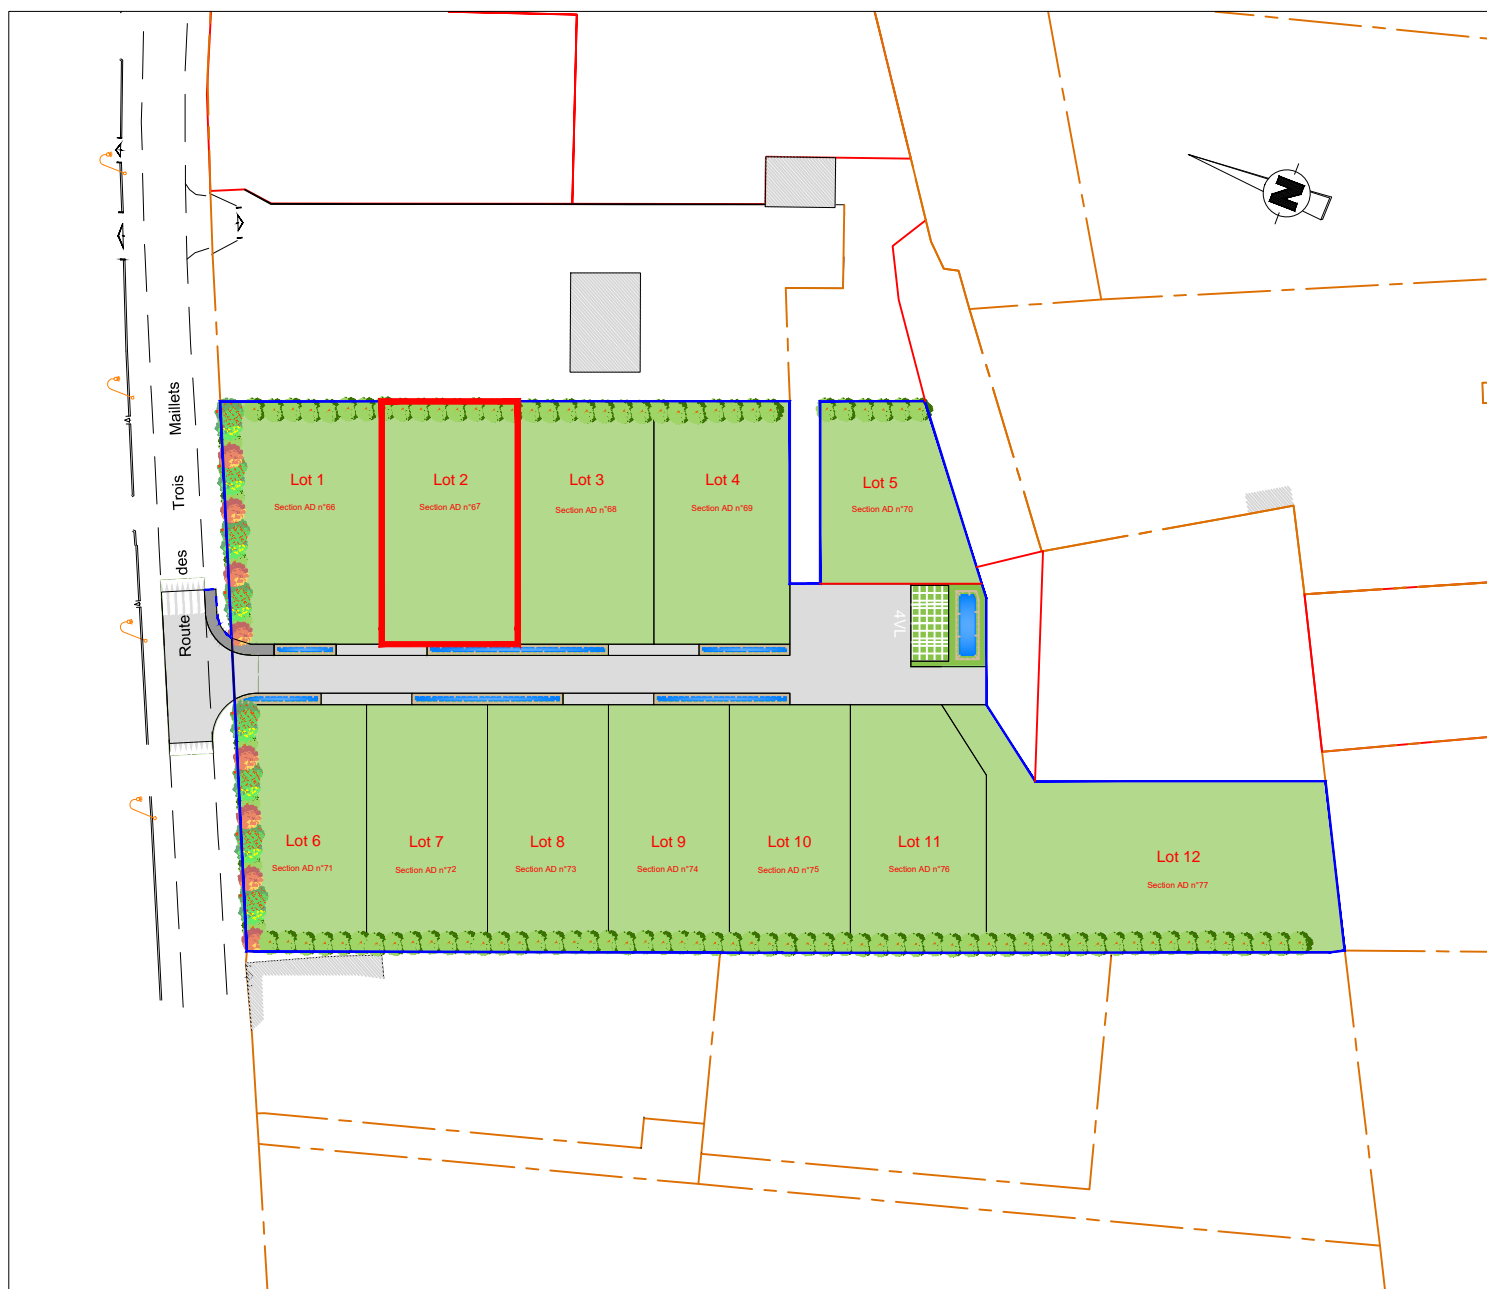 N
Route des Trois Maillets
Lot 1
Section AD n°66
Lot 2
Section AD n°67
Lot 3
Section AD n°68
Lot 4
Section AD n°69
Lot 5
Section AD n°70
4VL
Lot 6
Section AD n°71
Lot 7
Section AD n°72
Lot 8
Section AD n°73
Lot 9
Section AD n°74
Lot 10
Section AD n°75
Lot 11
Section AD n°76
Lot 12
Section AD n°77